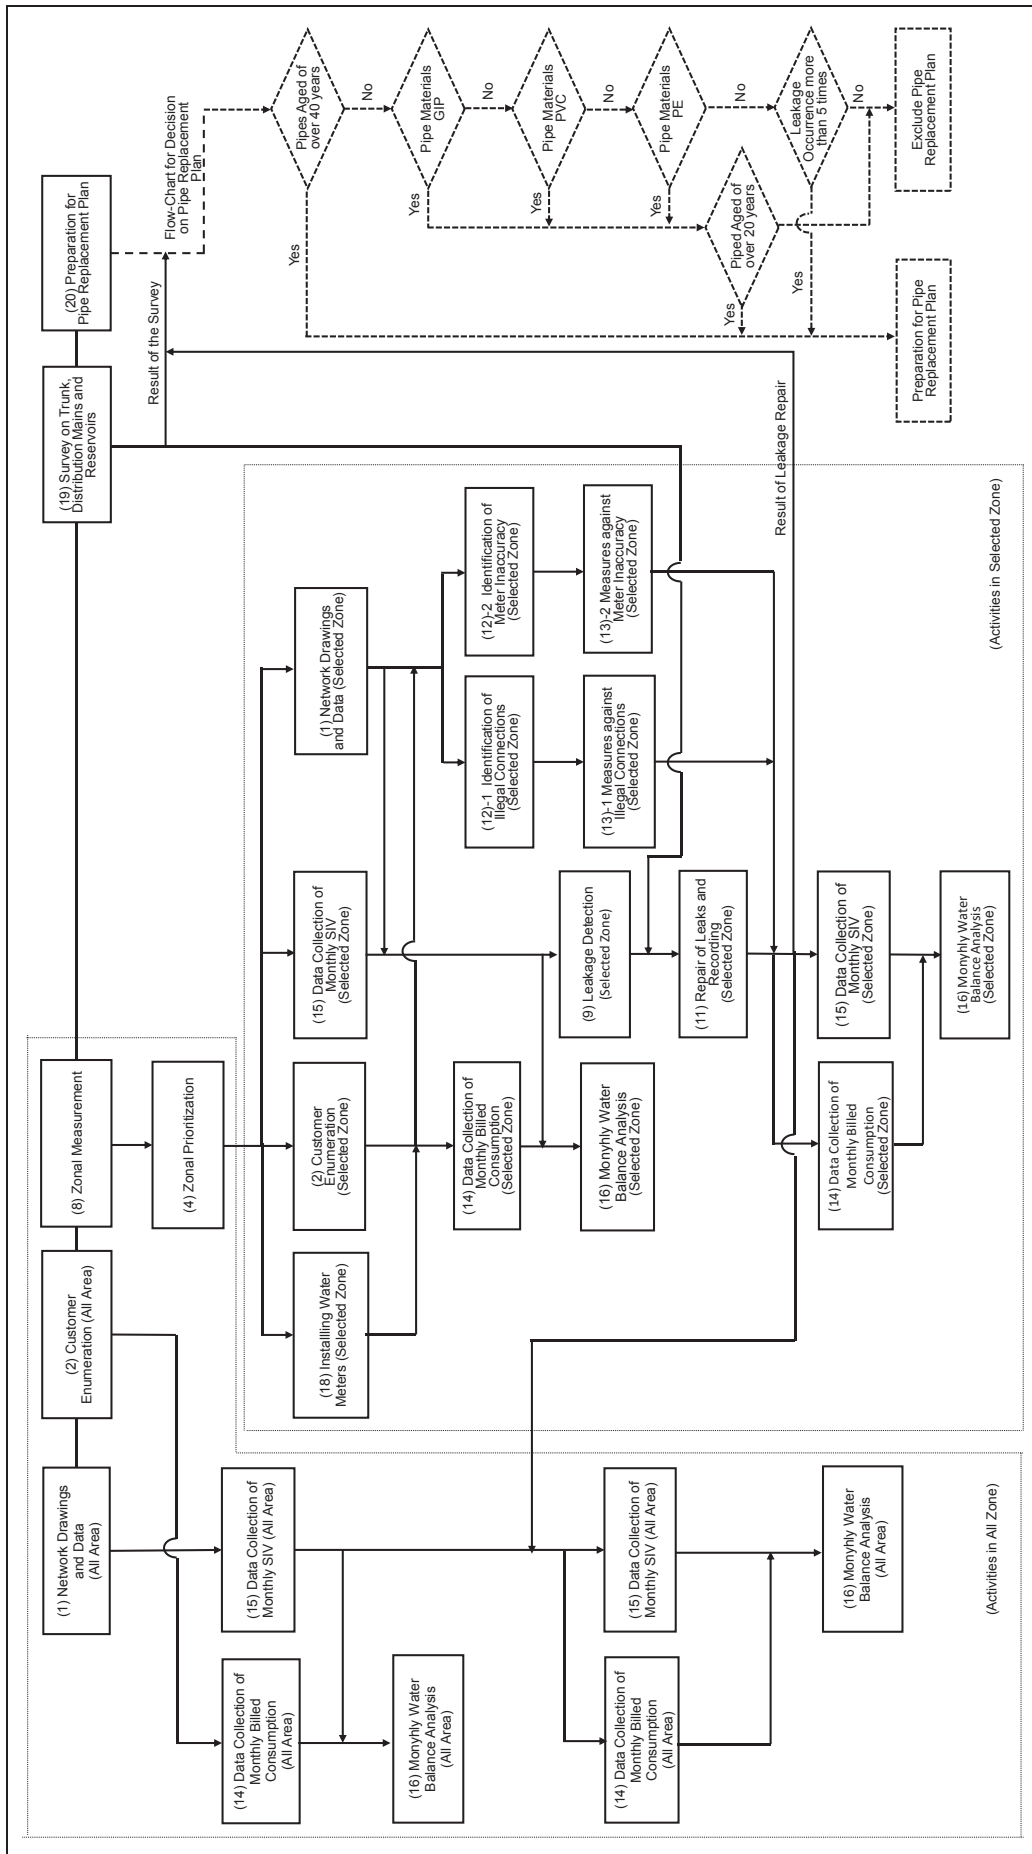 (1) Network Drawings
and Data
(All Area)
(2) Customer
Enumeration (All Area)
(8) Zonal Measurement
(19) Survey on Trunk,
Distribution Mains and
Reservoirs
(20) Preparation for
Pipe Replacement Plan
(4) Zonal Prioritization
Result of the Survey
Flow-Chart for Decision
on Pipe Replacement
Plan
(14) Data Collection of
Monthly Billed
Consumption
(All Area)
(15) Data Collection of
Monthly SIV (All Area)
(18) Installling Water
Meters (Selected Zone)
(2) Customer
Enumeration
(Selected Zone)
(15) Data Collection of
Monthly SIV
(Selected Zone)
(1) Network Drawings
and Data (Selected Zone)
Yes
Pipes Aged of
over 40 years
No
(16) Monyhly Water
Balance Analysis
(All Area)
(14) Data Collection of
Monthly Billed
Consumption
(Selected Zone)
(12)-1 Identification of
Illegal Connections
(Selected Zone)
(12)-2 Identification of
Meter Inaccuracy
(Selected Zone)
Yes
Pipe Materials
GIP
No
(16) Monyhly Water
Balance Analysis
(Selected Zone)
(9) Leakage Detection
(Selected Zone)
(13)-1 Measures against
Illegal Connections
(Selected Zone)
(13)-2 Measures against
Meter Inaccuracy
(Selected Zone)
Yes
Pipe Materials
PVC
No
(14) Data Collection of
Monthly Billed
Consumption
(All Area)
(15) Data Collection of
Monthly SIV (All Area)
(11) Repair of Leaks and
Recording
(Selected Zone)
Yes
Pipe Materials
PE
No
Yes
Piped Aged of
over 20 years
Result of Leakage Repair
Yes
Leakage
Occurrence more
than 5 times
No
(16) Monyhly Water
Balance Analysis
(All Area)
(14) Data Collection of
Monthly Billed
Consumption
(Selected Zone)
(15) Data Collection of
Monthly SIV
(Selected Zone)
Preparation for Pipe
Replacement Plan
Exclude Pipe
Replacement Plan
(16) Monyhly Water
Balance Analysis
(Selected Zone)
(Activities in All Zone)
(Activities in Selected Zone)